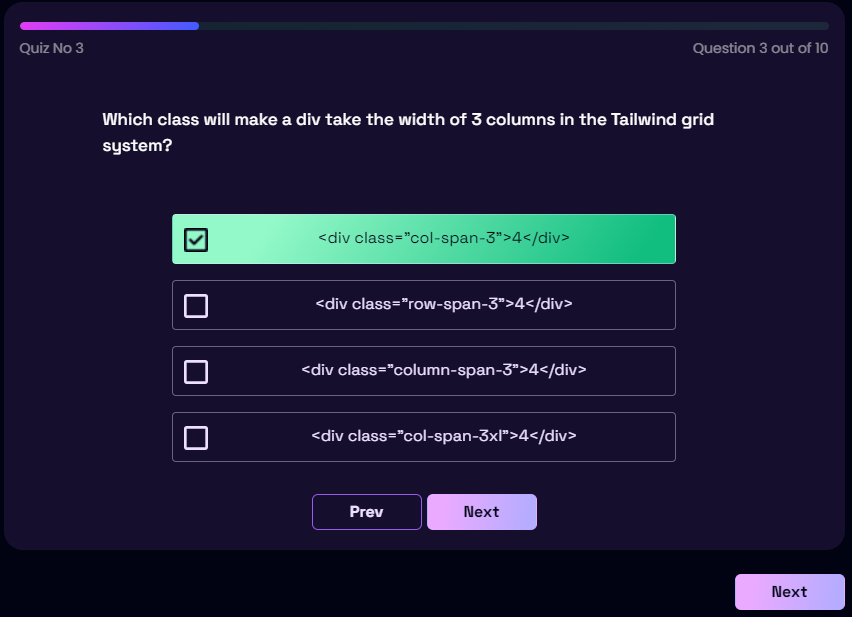 Quiz No 3
Question 3 out of 10
Which class will make a div take the width of 3 columns in the Tailwind grid
system?
<div class=”col-span-3”>4</div>
<div class=”row-span-3”>4</div>
<div class=”column-span-3”>4</div>
<div class=”col-span-3xl”>4</div>
Prev
Next
Next